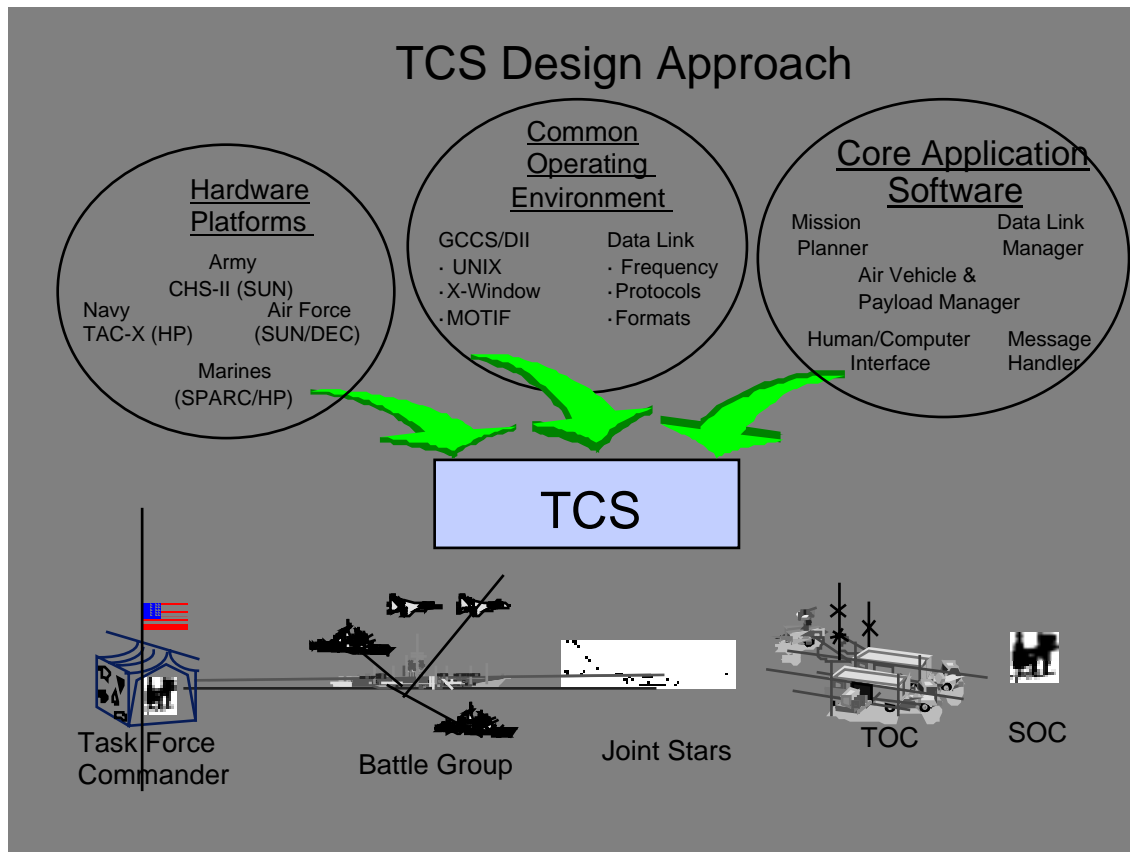 TCS Design Approach
Hardware
Platforms
Army
CHS-II (SUN)
Navy
TAC-X (HP)
Air Force
(SUN/DEC)
Marines
(SPARC/HP)
Common
Operating
Environment
GCCS/DII
· UNIX
· X-Window
· MOTIF
Data Link
· Frequency
· Protocols
· Formats
Core Application
Software
Mission
Planner
Data Link
Manager
Air Vehicle &
Payload Manager
Human/Computer
Interface
Message
Handler
TCS
Task Force
Commander
Battle Group
Joint Stars
TOC
SOC